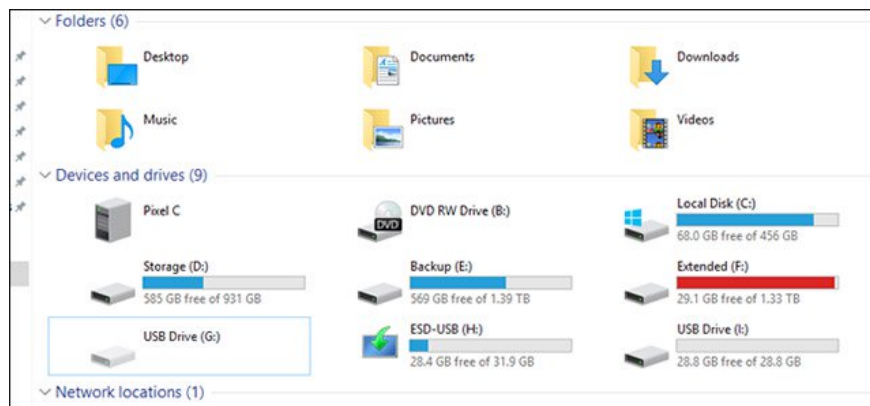 Folders (6)
Desktop
Documents
Downloads
Music
Pictures
Videos
Devices and drives (9)
Pixel C
DVD RW Drive (B:)
DVD
Local Disk (C:)
68.0 GB free of 456 GB
Storage (D:)
585 GB free of 931 GB
Backup (E:)
569 GB free of 1.39 TB
Extended (F:)
29.1 GB free of 1.33 TB
USB Drive (G:)
ESD-USB (H:)
28.4 GB free of 31.9 GB
USB Drive (I:)
28.8 GB free of 28.8 GB
Network locations (1)